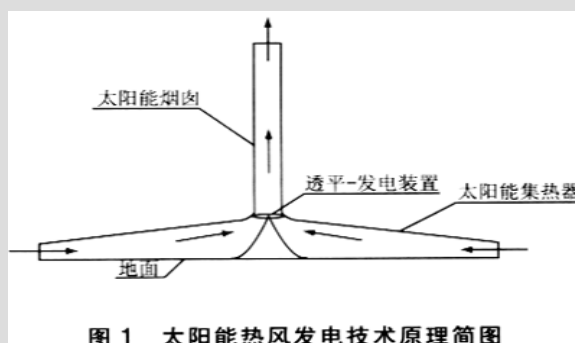 太阳能烟囱
透平-发电装置
太阳能集热器
地面
图 1 太阳能热风发电技术原理简图